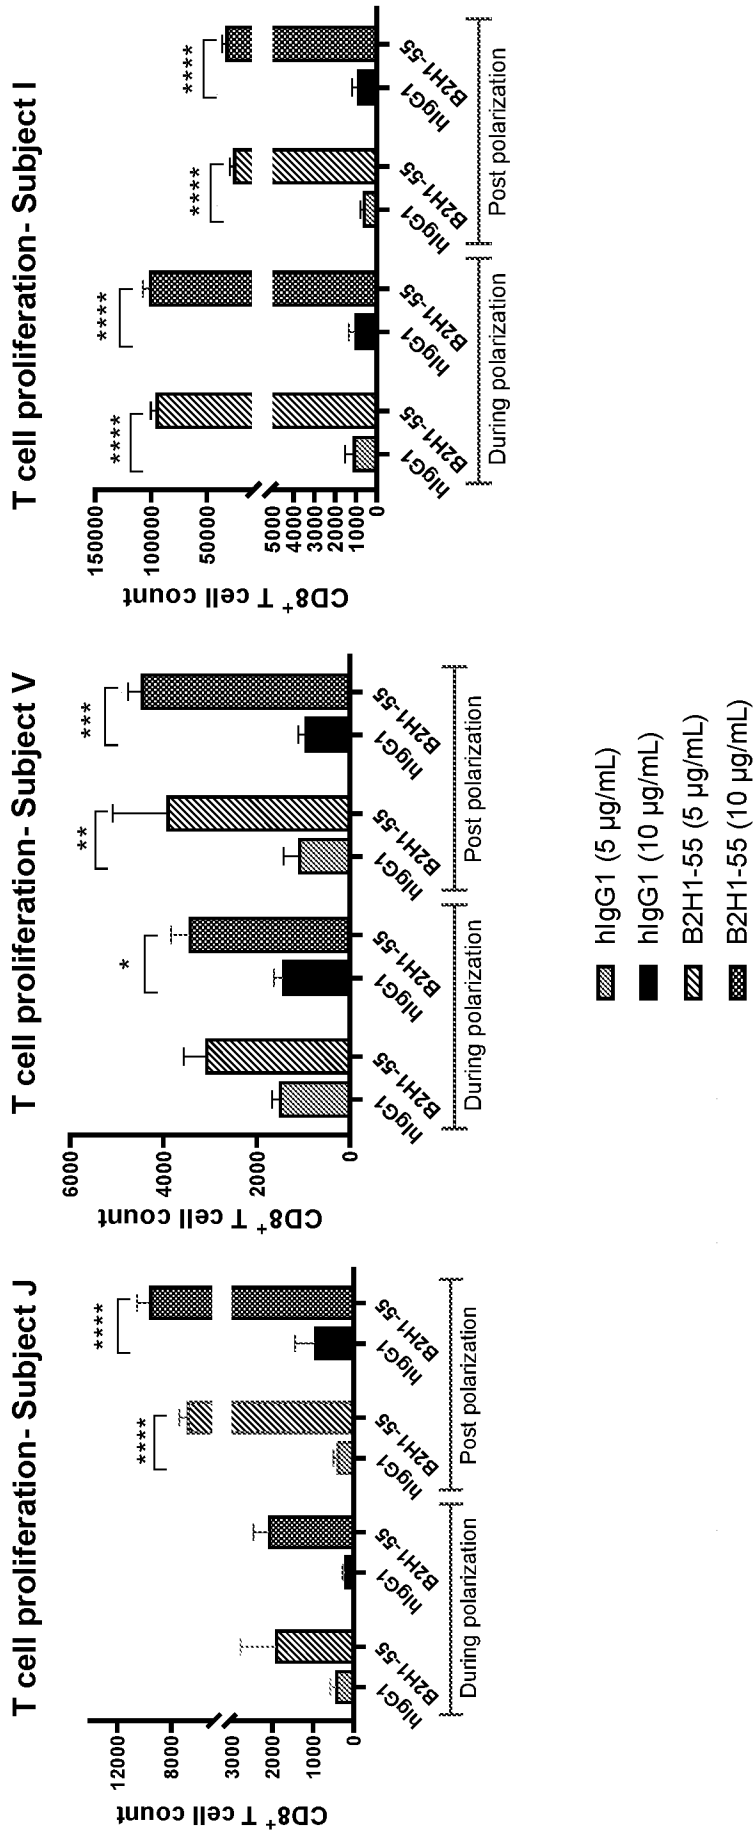 T cell proliferation- Subject J
CD8+ T cell count
12000
8000
3000
2000
1000
0
****
****
hIgG1
B2H1-55
hIgG1
B2H1-55
hIgG1
B2H1-55
hIgG1
B2H1-55
During polarization
Post polarization
T cell proliferation- Subject V
CD8+ T cell count
6000
4000
2000
0
*
**
***
hIgG1
B2H1-55
hIgG1
B2H1-55
hIgG1
B2H1-55
hIgG1
B2H1-55
During polarization
Post polarization
T cell proliferation- Subject I
CD8+ T cell count
150000
100000
50000
5000
4000
3000
2000
1000
0
****
****
****
****
hIgG1
B2H1-55
hIgG1
B2H1-55
hIgG1
B2H1-55
hIgG1
B2H1-55
During polarization
Post polarization
hIgG1 (5 µg/mL)
hIgG1 (10 µg/mL)
B2H1-55 (5 µg/mL)
B2H1-55 (10 µg/mL)